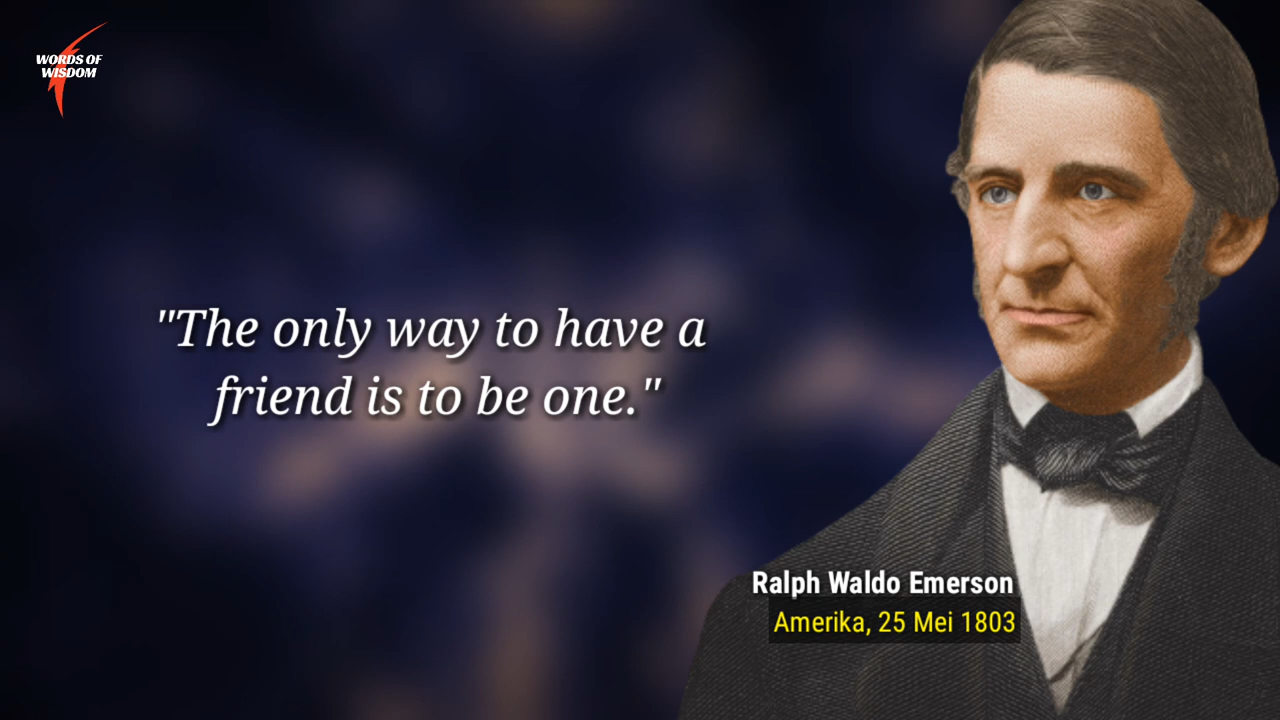 WORDS OF
WISDOM
"The only way to have a
friend is to be one."
Ralph Waldo Emerson
Amerika, 25 Mei 1803